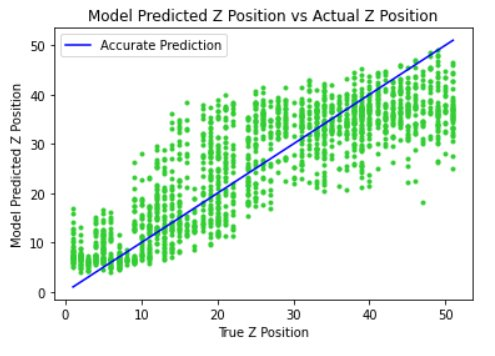 Model Predicted Z Position vs Actual Z Position
Accurate Prediction
Model Predicted Z Position
50
40
30
20
10
0
0 10 20 30 40 50
True Z Position